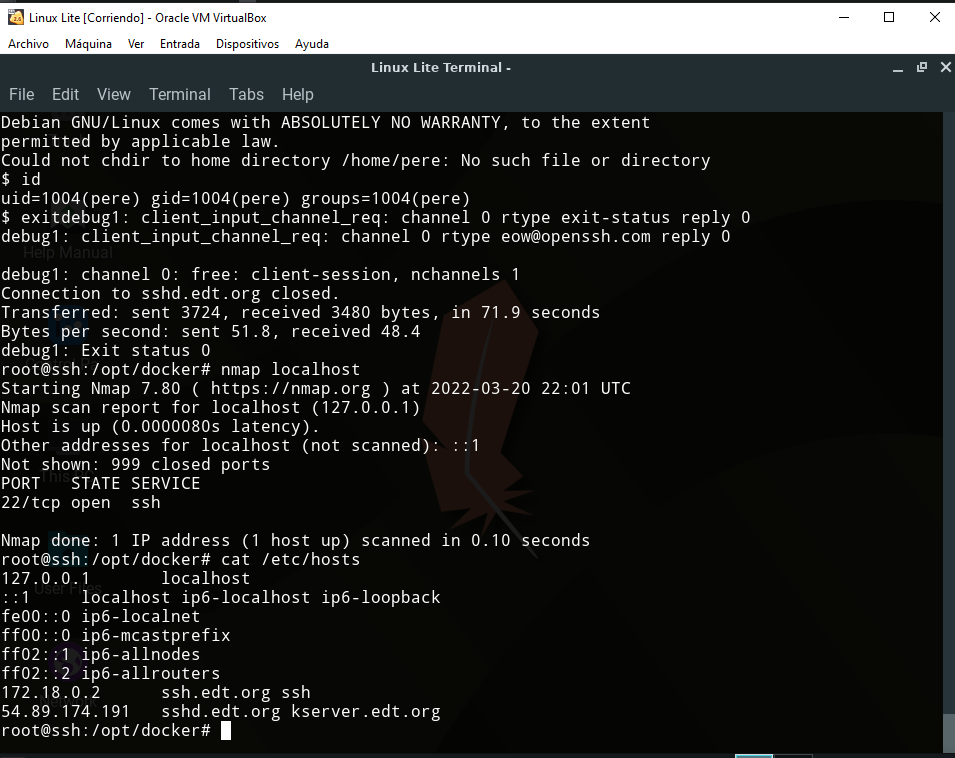 Linux Lite [Corriendo] - Oracle VM VirtualBox
Archivo Máquina Ver Entrada Dispositivos Ayuda
Linux Lite Terminal -
File Edit View Terminal Tabs Help
Debian GNU/Linux comes with ABSOLUTELY NO WARRANTY, to the extent
permitted by applicable law.
Could not chdir to home directory /home/pere: No such file or directory
$ id
uid=1004(pere) gid=1004(pere) groups=1004(pere)
$ exitdebug1: client_input_channel_req: channel 0 rtype exit-status reply 0
debug1: client_input_channel_req: channel 0 rtype eow@openssh.com reply 0
Help Manual
debug1: channel 0: free: client-session, nchannels 1
Connection to sshd.edt.org closed.
Transferred: sent 3724, received 3480 bytes, in 71.9 seconds
Bytes per second: sent 51.8, received 48.4
debug1: Exit status 0
root@ssh:/opt/docker# nmap localhost
Starting Nmap 7.80 ( https://nmap.org ) at 2022-03-20 22:01 UTC
Nmap scan report for localhost (127.0.0.1)
Host is up (0.0000080s latency).
Other addresses for localhost (not scanned): ::1
Not shown: 999 closed ports
PORT   STATE SERVICE
22/tcp open  ssh
Nmap done: 1 IP address (1 host up) scanned in 0.10 seconds
root@ssh:/opt/docker# cat /etc/hosts
127.0.0.1       localhost
User Files
::1     localhost ip6-localhost ip6-loopback
fe00::0 ip6-localnet
ff00::0 ip6-mcastprefix
ff02::1 ip6-allnodes
ff02::2 ip6-allrouters
172.18.0.2      ssh.edt.org ssh
54.89.174.191   sshd.edt.org kserver.edt.org
root@ssh:/opt/docker#